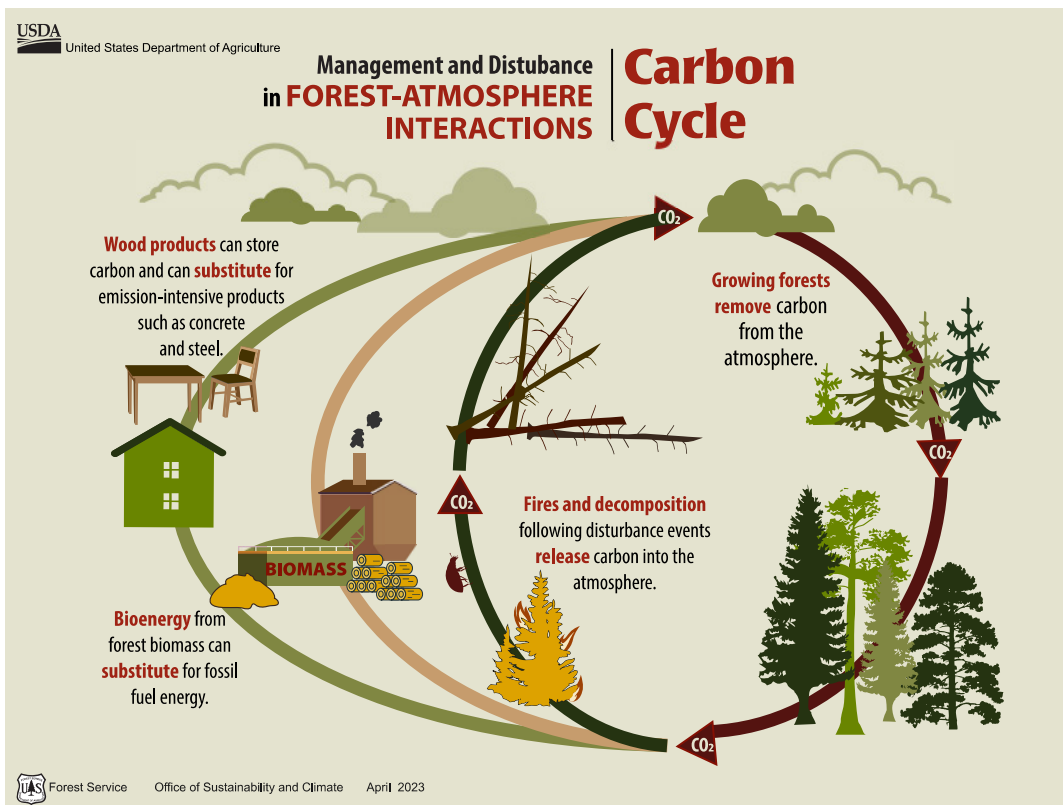 USDA
United States Department of Agriculture
Management and Distubance
in FOREST-ATMOSPHERE
INTERACTIONS
Carbon
Cycle
CO₂
Wood products can store
carbon and can substitute for
emission-intensive products
such as concrete
and steel.
Growing forests
remove carbon
from the
atmosphere.
CO₂
CO₂
Fires and decomposition
following disturbance events
release carbon into the
atmosphere.
BIOMASS
Bioenergy from
forest biomass can
substitute for fossil
fuel energy.
CO₂
Forest Service Office of Sustainability and Climate April 2023